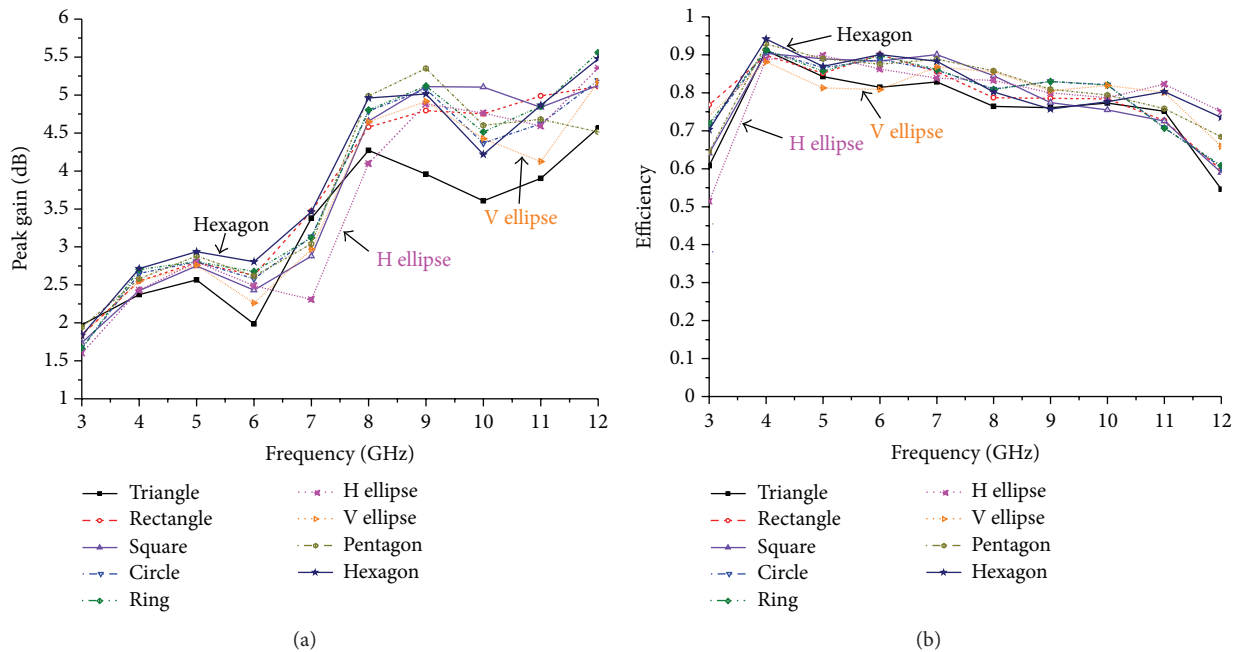 6
5.5
5
4.5
4
3.5
3
2.5
2
1.5
1
Peak gain (dB)
3 4 5 6 7 8 9 10 11 12
Frequency (GHz)
Hexagon
V ellipse
H ellipse
Triangle
Rectangle
Square
Circle
Ring
H ellipse
V ellipse
Pentagon
Hexagon
(a)
1
0.9
0.8
0.7
0.6
0.5
0.4
0.3
0.2
0.1
0
Efficiency
3 4 5 6 7 8 9 10 11 12
Frequency (GHz)
Hexagon
H ellipse
V ellipse
Triangle
Rectangle
Square
Circle
Ring
H ellipse
V ellipse
Pentagon
Hexagon
(b)